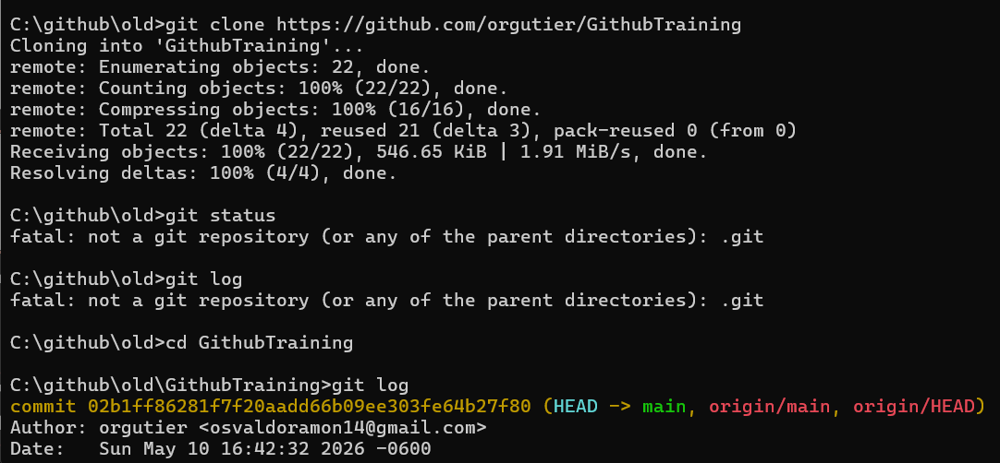 C:\github\old>git clone https://github.com/orgutier/GithubTraining
Cloning into 'GithubTraining'...
remote: Enumerating objects: 22, done.
remote: Counting objects: 100% (22/22), done.
remote: Compressing objects: 100% (16/16), done.
remote: Total 22 (delta 4), reused 21 (delta 3), pack-reused 0 (from 0)
Receiving objects: 100% (22/22), 546.65 KiB | 1.91 MiB/s, done.
Resolving deltas: 100% (4/4), done.
C:\github\old>git status
fatal: not a git repository (or any of the parent directories): .git
C:\github\old>git log
fatal: not a git repository (or any of the parent directories): .git
C:\github\old>cd GithubTraining
C:\github\old\GithubTraining>git log
commit 02b1ff86281f7f20aadd66b09ee303fe64b27f80 (HEAD -> main, origin/main, origin/HEAD)
Author: orgutier <osvaldoramon14@gmail.com>
Date:   Sun May 10 16:42:32 2026 -0600